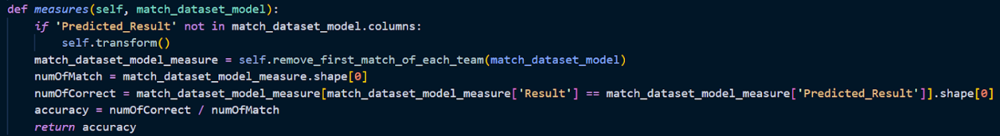 def measures(self, match_dataset_model):
    if 'Predicted_Result' not in match_dataset_model.columns:
        self.transform()
    match_dataset_model_measure = self.remove_first_match_of_each_team(match_dataset_model)
    numOfMatch = match_dataset_model_measure.shape[0]
    numOfCorrect = match_dataset_model_measure[match_dataset_model_measure['Result'] == match_dataset_model_measure['Predicted_Result']].shape[0]
    accuracy = numOfCorrect / numOfMatch
    return accuracy